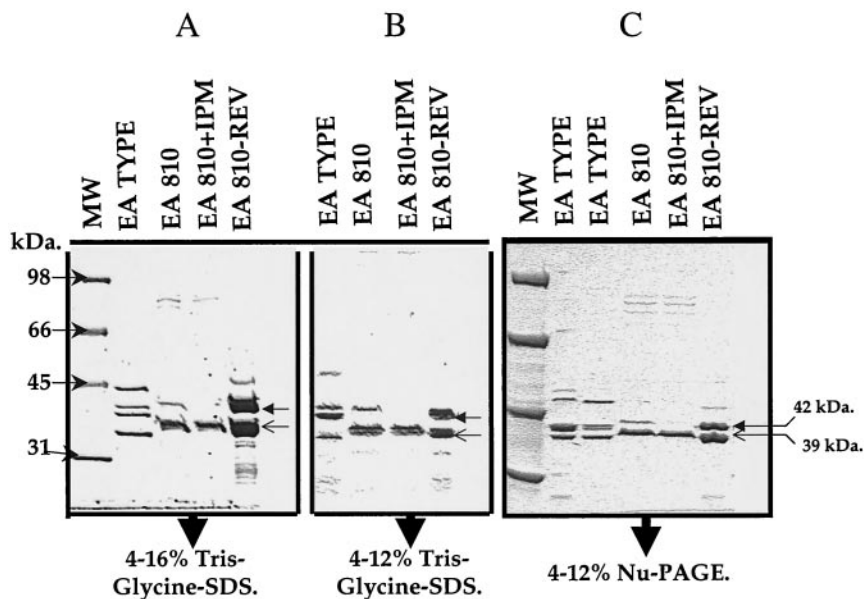 A
B
C
MW
EA TYPE
EA 810
EA 810+IPM
EA 810-REV
EA TYPE
EA 810
EA 810+IPM
EA 810-REV
MW
EA TYPE
EA TYPE
EA 810
EA 810+IPM
EA 810-REV
kDa.
98
66
45
31
42 kDa.
39 kDa.
4-16% Tris-
Glycine-SDS.
4-12% Tris-
Glycine-SDS.
4-12% Nu-PAGE.